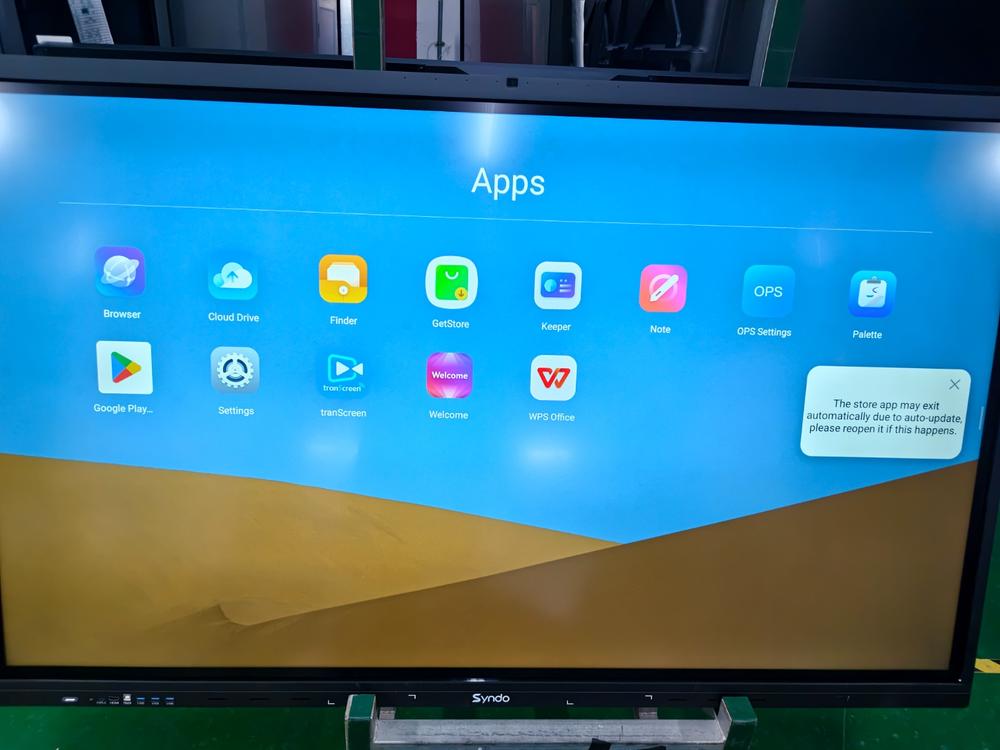 Apps
Browser
Cloud Drive
Finder
GetStore
Keeper
Note
OPS
OPS Settings
Palette
Google Play...
Settings
tranScreen
tranScreen
Welcome
Welcome
WPS Office
The store app may exit
automatically due to auto-update,
please reopen it if this happens.
Syndo